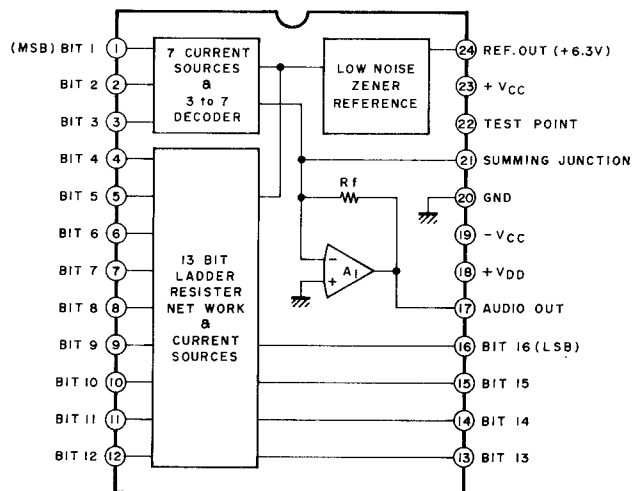 (MSB) BIT 1
1
BIT 2
2
BIT 3
3
BIT 4
4
BIT 5
5
BIT 6
6
BIT 7
7
BIT 8
8
BIT 9
9
BIT 10
10
BIT 11
11
BIT 12
12
7 CURRENT
SOURCES
&
3 to 7
DECODER
13 BIT
LADDER
RESISTER
NET WORK
&
CURRENT
SOURCES
LOW NOISE
ZENER
REFERENCE
Rf
−
A1
+
24 REF. OUT (+6.3V)
23 +VCC
22 TEST POINT
21 SUMMING JUNCTION
20 GND
19 −VCC
18 +VDD
17 AUDIO OUT
16 BIT 16 (LSB)
15 BIT 15
14 BIT 14
13 BIT 13